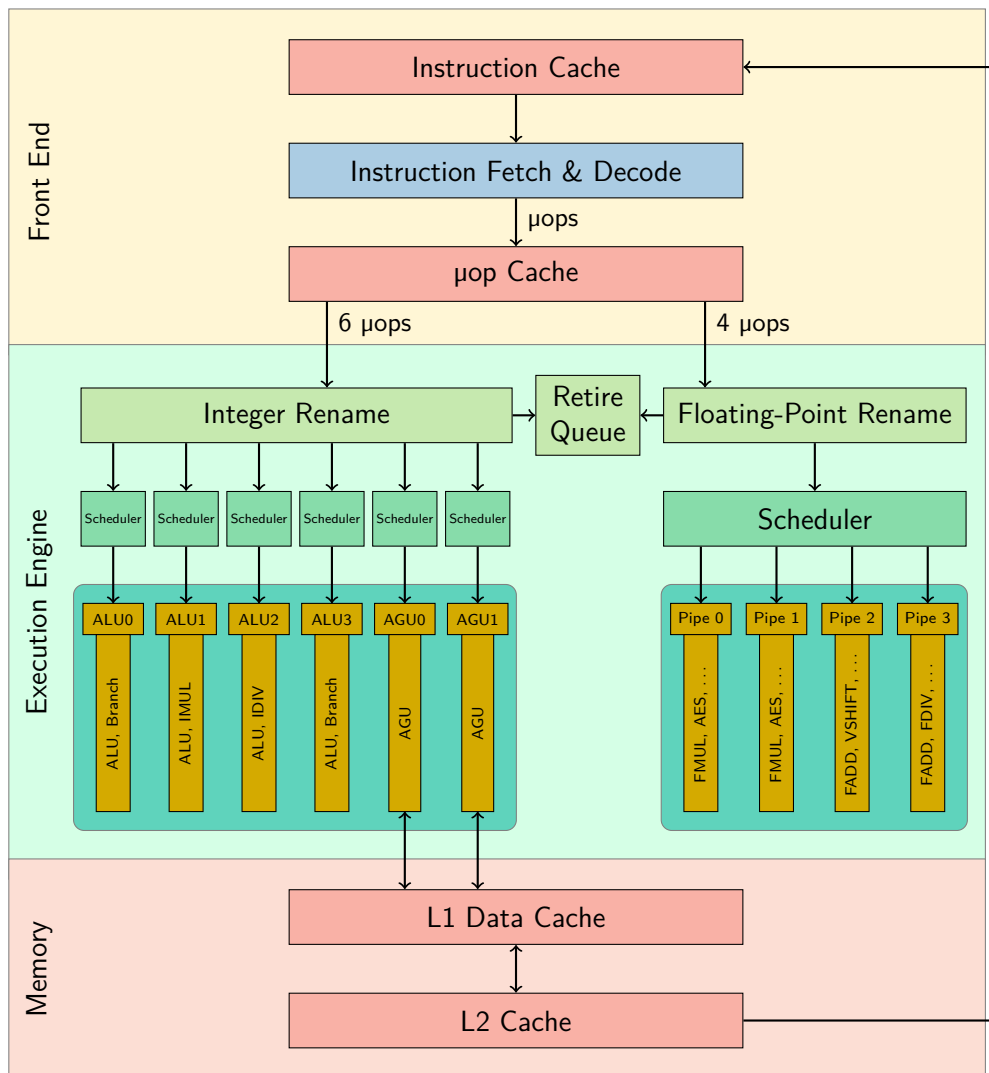 Front End
Instruction Cache
Instruction Fetch & Decode
μops
μop Cache
6 μops
4 μops
Execution Engine
Integer Rename
Retire
Queue
Floating-Point Rename
Scheduler
Scheduler
Scheduler
Scheduler
Scheduler
Scheduler
Scheduler
ALU0
ALU1
ALU2
ALU3
AGU0
AGU1
Pipe 0
Pipe 1
Pipe 2
Pipe 3
ALU, Branch
ALU, IMUL
ALU, IDIV
ALU, Branch
AGU
AGU
FMUL, AES, ...
FMUL, AES, ...
FADD, VSHIFT, ...
FADD, FDIV, ...
Memory
L1 Data Cache
L2 Cache